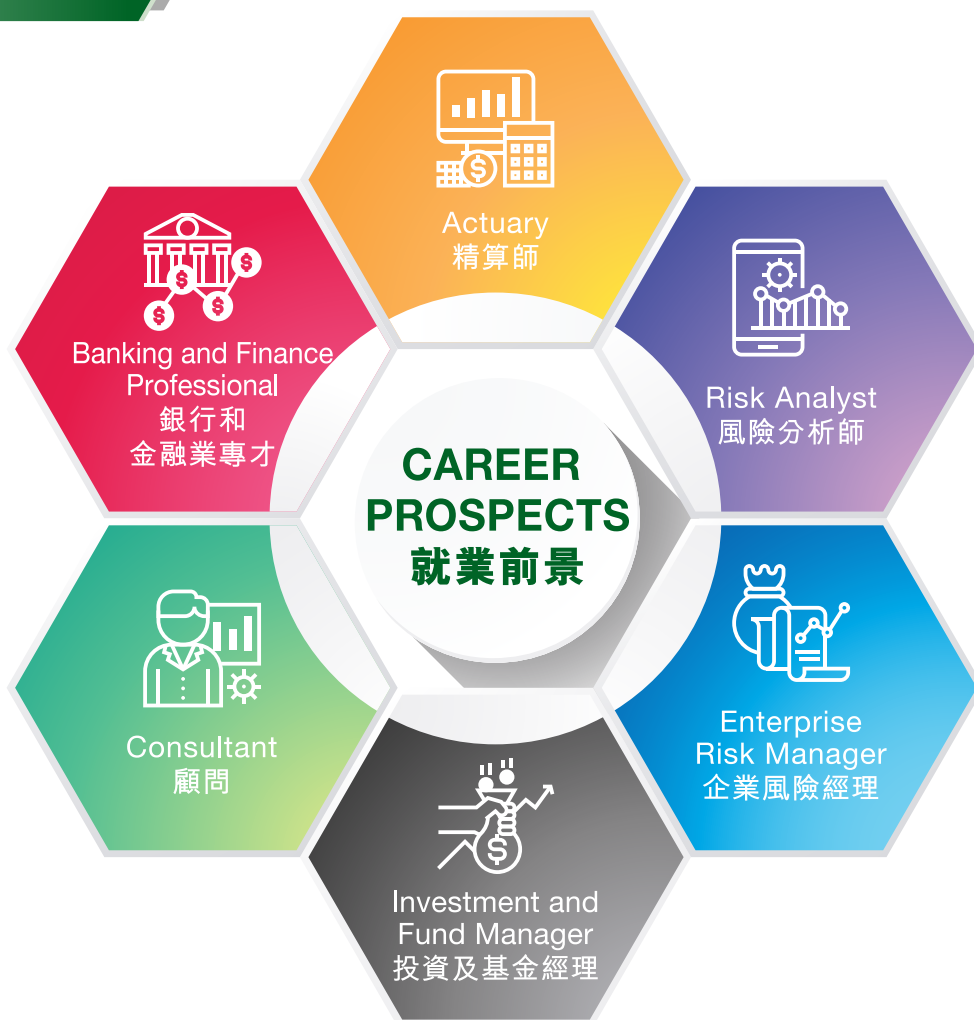 Actuary
精算師
Banking and Finance
Professional
銀行和
金融業專才
Risk Analyst
風險分析師
CAREER
PROSPECTS
就業前景
Consultant
顧問
Enterprise
Risk Manager
企業風險經理
Investment and
Fund Manager
投資及基金經理